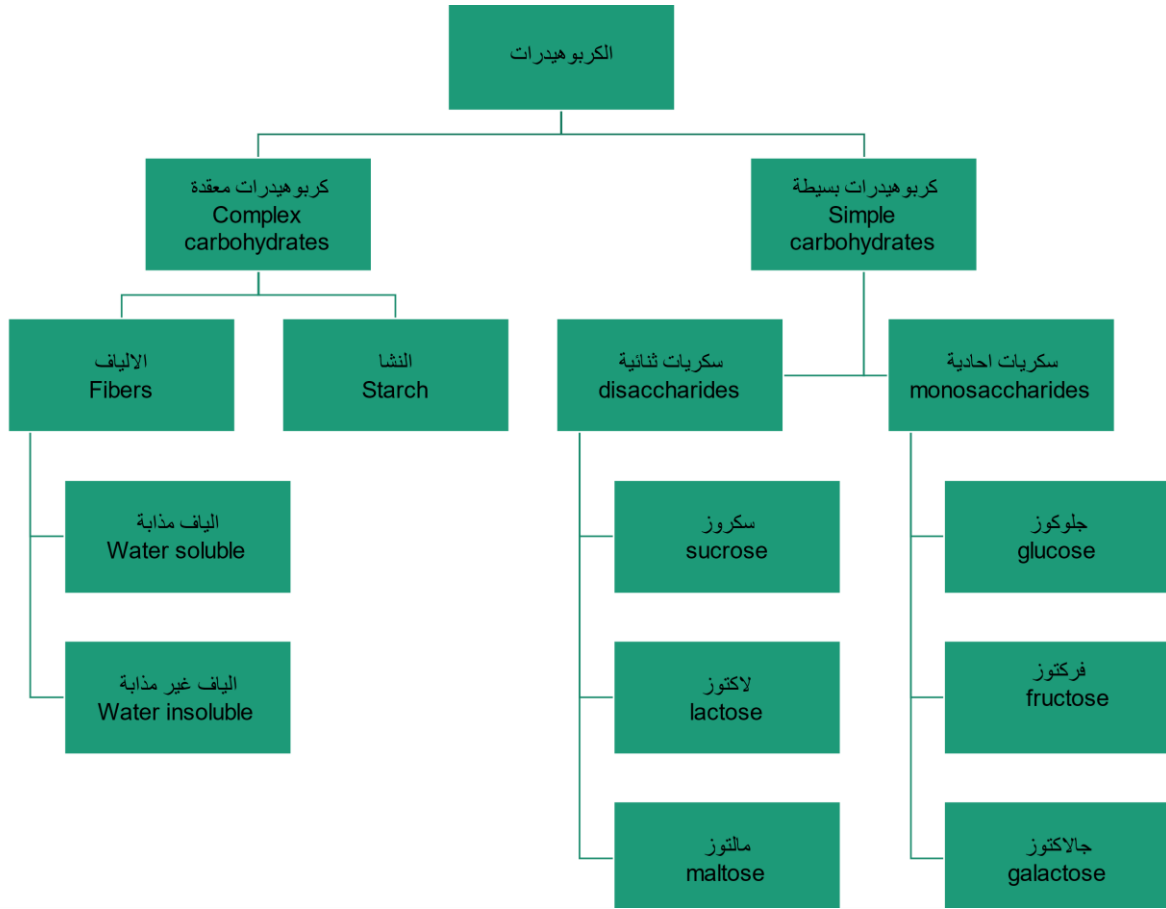 الكربوهيدرات
كربوهيدرات بسيطة
Simple
carbohydrates
كربوهيدرات معقدة
Complex
carbohydrates
سكريات احادية
monosaccharides
سكريات ثنائية
disaccharides
النشا
Starch
الالياف
Fibers
جلوكوز
glucose
سكروز
sucrose
الياف مذابة
Water soluble
فركتوز
fructose
لاكتوز
lactose
الياف غير مذابة
Water insoluble
جالاكتوز
galactose
مالتوز
maltose